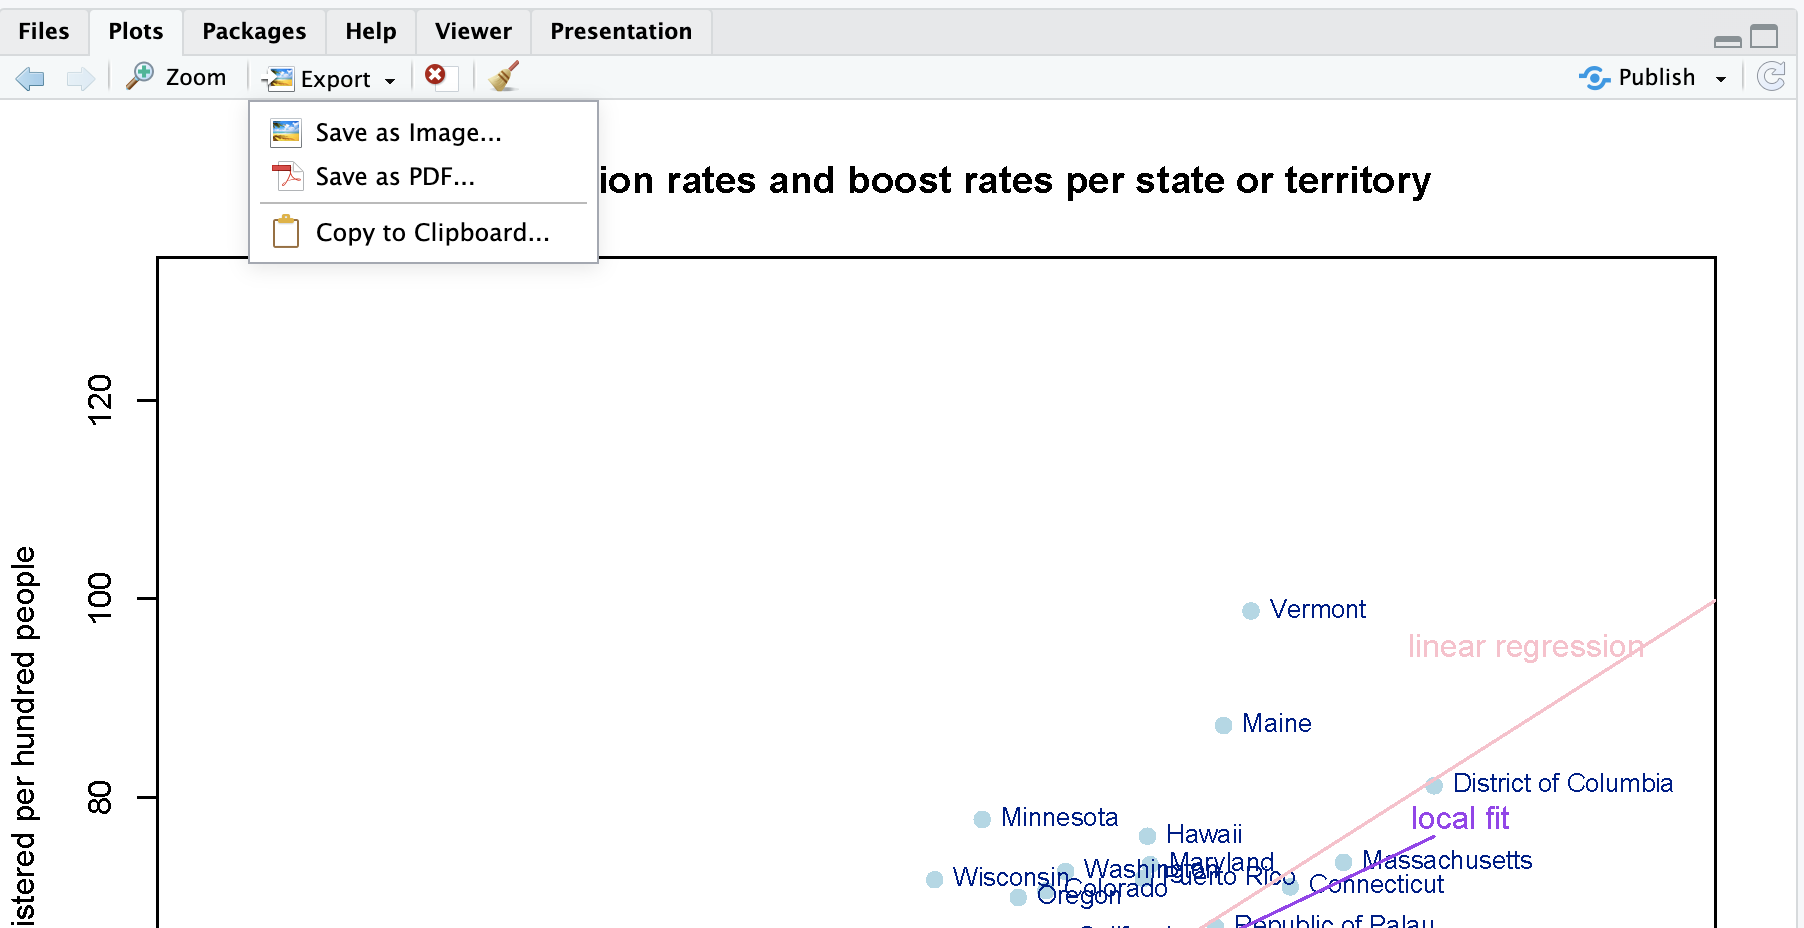 Files Plots Packages Help Viewer Presentation
Zoom Export Publish
Save as Image...
Save as PDF...
Copy to Clipboard...
ion rates and boost rates per state or territory
120
100
80
istered per hundred people
Vermont
linear regression
Maine
District of Columbia
local fit
Minnesota
Hawaii
Maryland
Massachusetts
Washington
Puerto Rico
Wisconsin
Connecticut
Colorado
Oregon
Republic of Palau